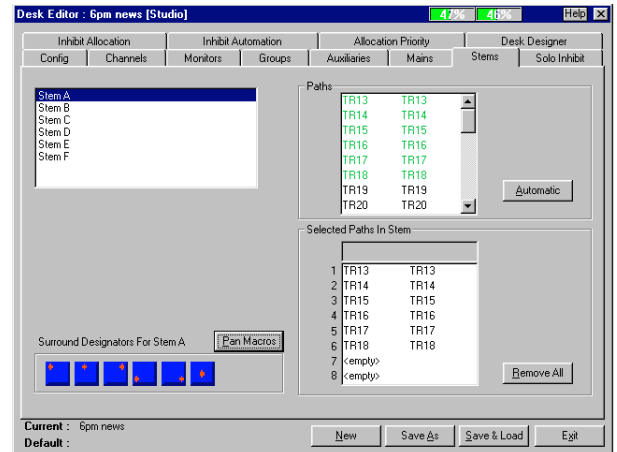 Desk Editor : 6pm news [Studio] 47% 46% Help
Inhibit Allocation Inhibit Automation Allocation Priority Desk Designer
Config Channels Monitors Groups Auxiliaries Mains Stems Solo Inhibit
Stem A
Stem B
Stem C
Stem D
Stem E
Stem F
Paths
TR13 TR13
TR14 TR14
TR15 TR15
TR16 TR16
TR17 TR17
TR18 TR18
TR19 TR19
TR20 TR20
Automatic
Selected Paths In Stem
1 TR13 TR13
2 TR14 TR14
3 TR15 TR15
4 TR16 TR16
5 TR17 TR17
6 TR18 TR18
7 <empty>
8 <empty>
Remove All
Surround Designators For Stem A Pan Macros
Current : 6pm news
Default :
New Save As Save & Load Exit